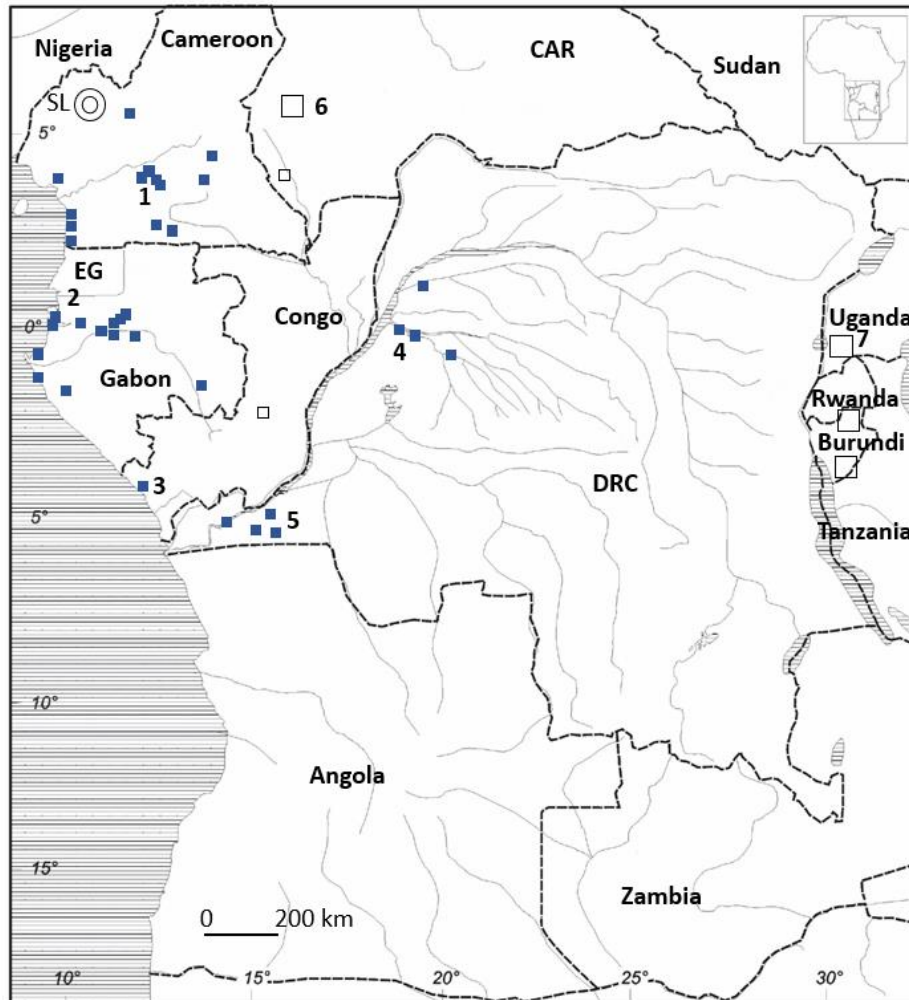 Nigeria
Cameroon
CAR
Sudan
SL
6
5°
1
EG
2
Congo
0°
Uganda
7
4
Gabon
Rwanda
Burundi
3
DRC
5
5°
Tanzania
10°
Angola
15°
Zambia
0 200 km
10° 15° 20° 25° 30°